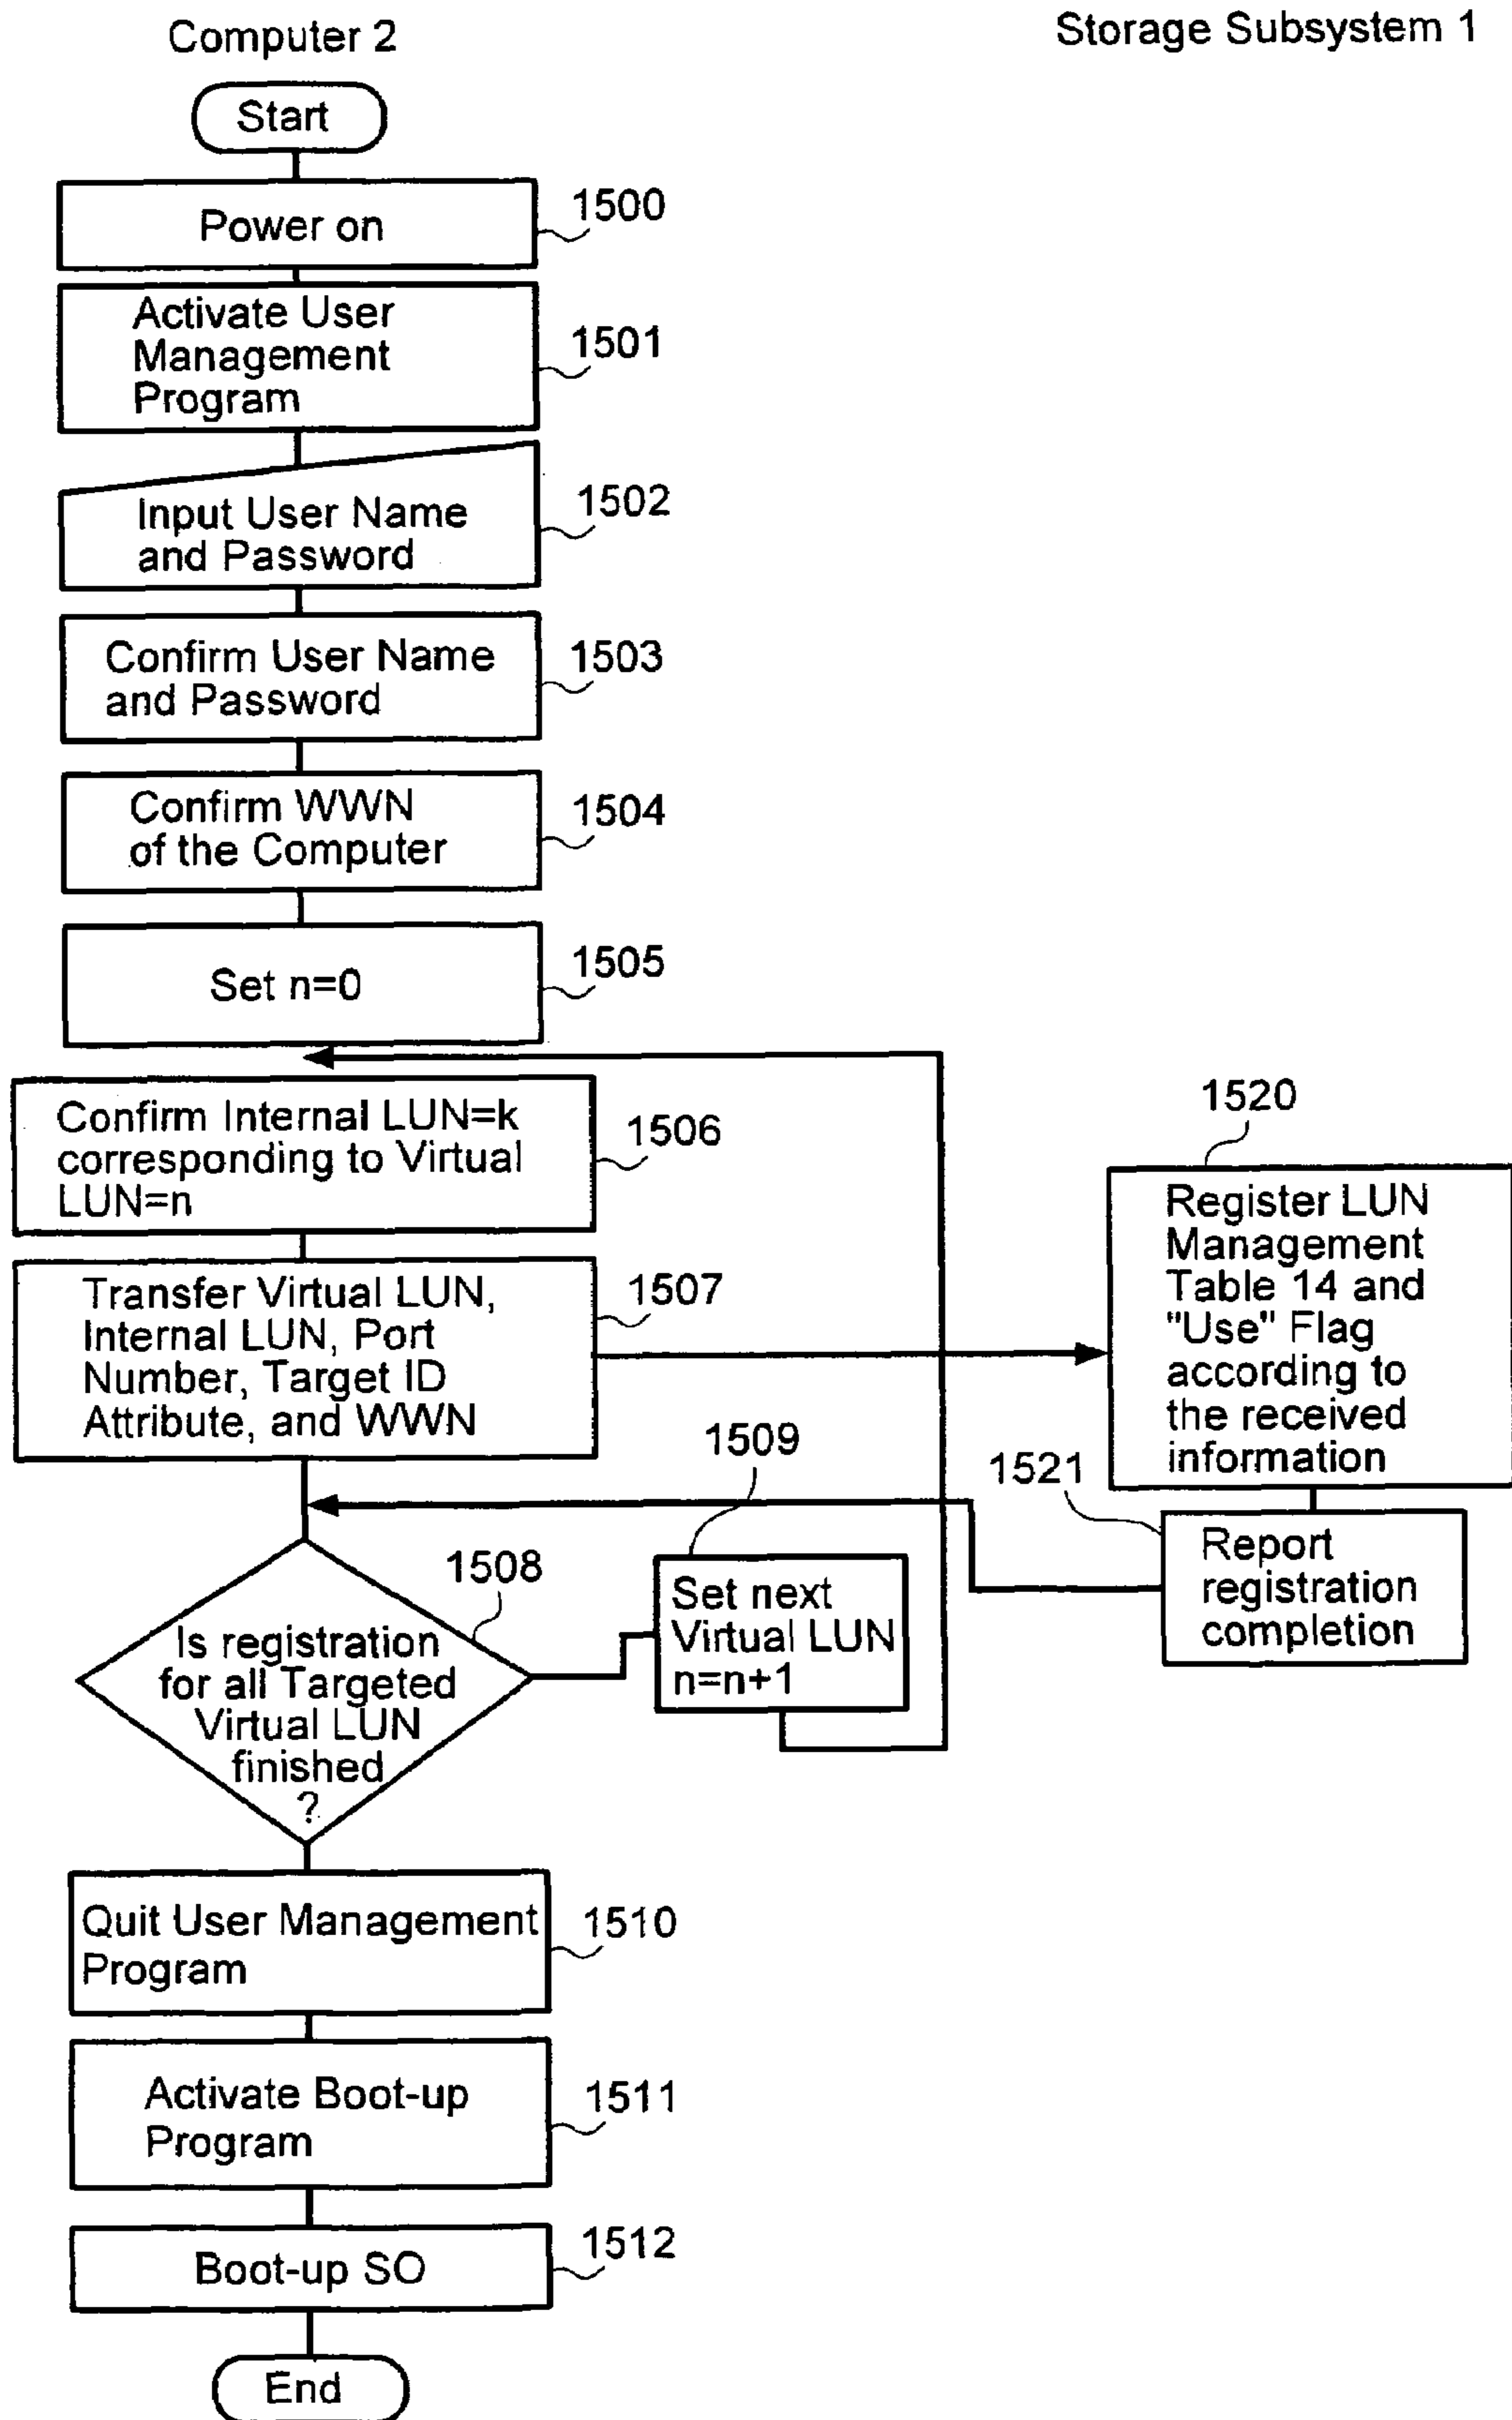 Computer 2
Storage Subsystem 1
Start
Power on
1500
Activate User
Management
Program
1501
Input User Name
and Password
1502
Confirm User Name
and Password
1503
Confirm WWN
of the Computer
1504
Set n=0
1505
Confirm Internal LUN=k
corresponding to Virtual
LUN=n
1506
Transfer Virtual LUN,
Internal LUN, Port
Number, Target ID
Attribute, and WWN
1507
1520
Register LUN
Management
Table 14 and
"Use" Flag
according to
the received
information
1521
Report
registration
completion
1508
Is registration
for all Targeted
Virtual LUN
finished
?
1509
Set next
Virtual LUN
n=n+1
Quit User Management
Program
1510
Activate Boot-up
Program
1511
Boot-up SO
1512
End